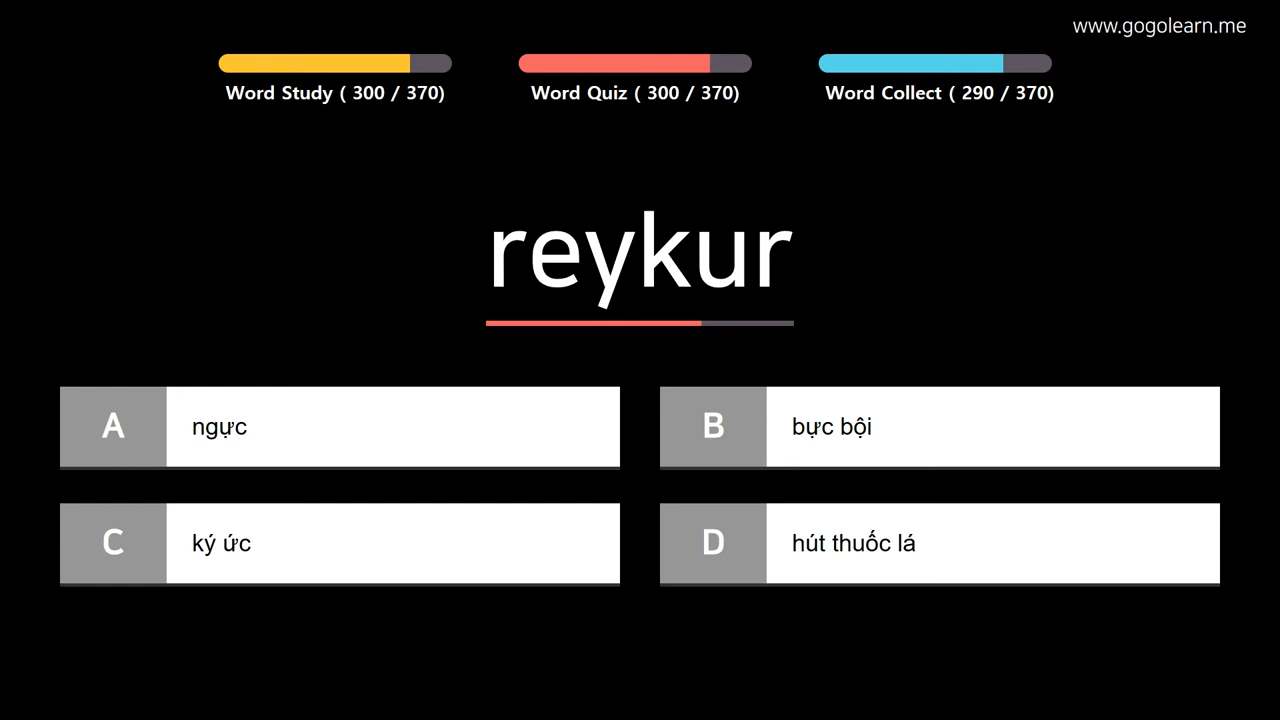 www.gogolearn.me
Word Study ( 300 / 370)
Word Quiz ( 300 / 370)
Word Collect ( 290 / 370)
reykur
A ngực
B bực bội
C ký ức
D hút thuốc lá